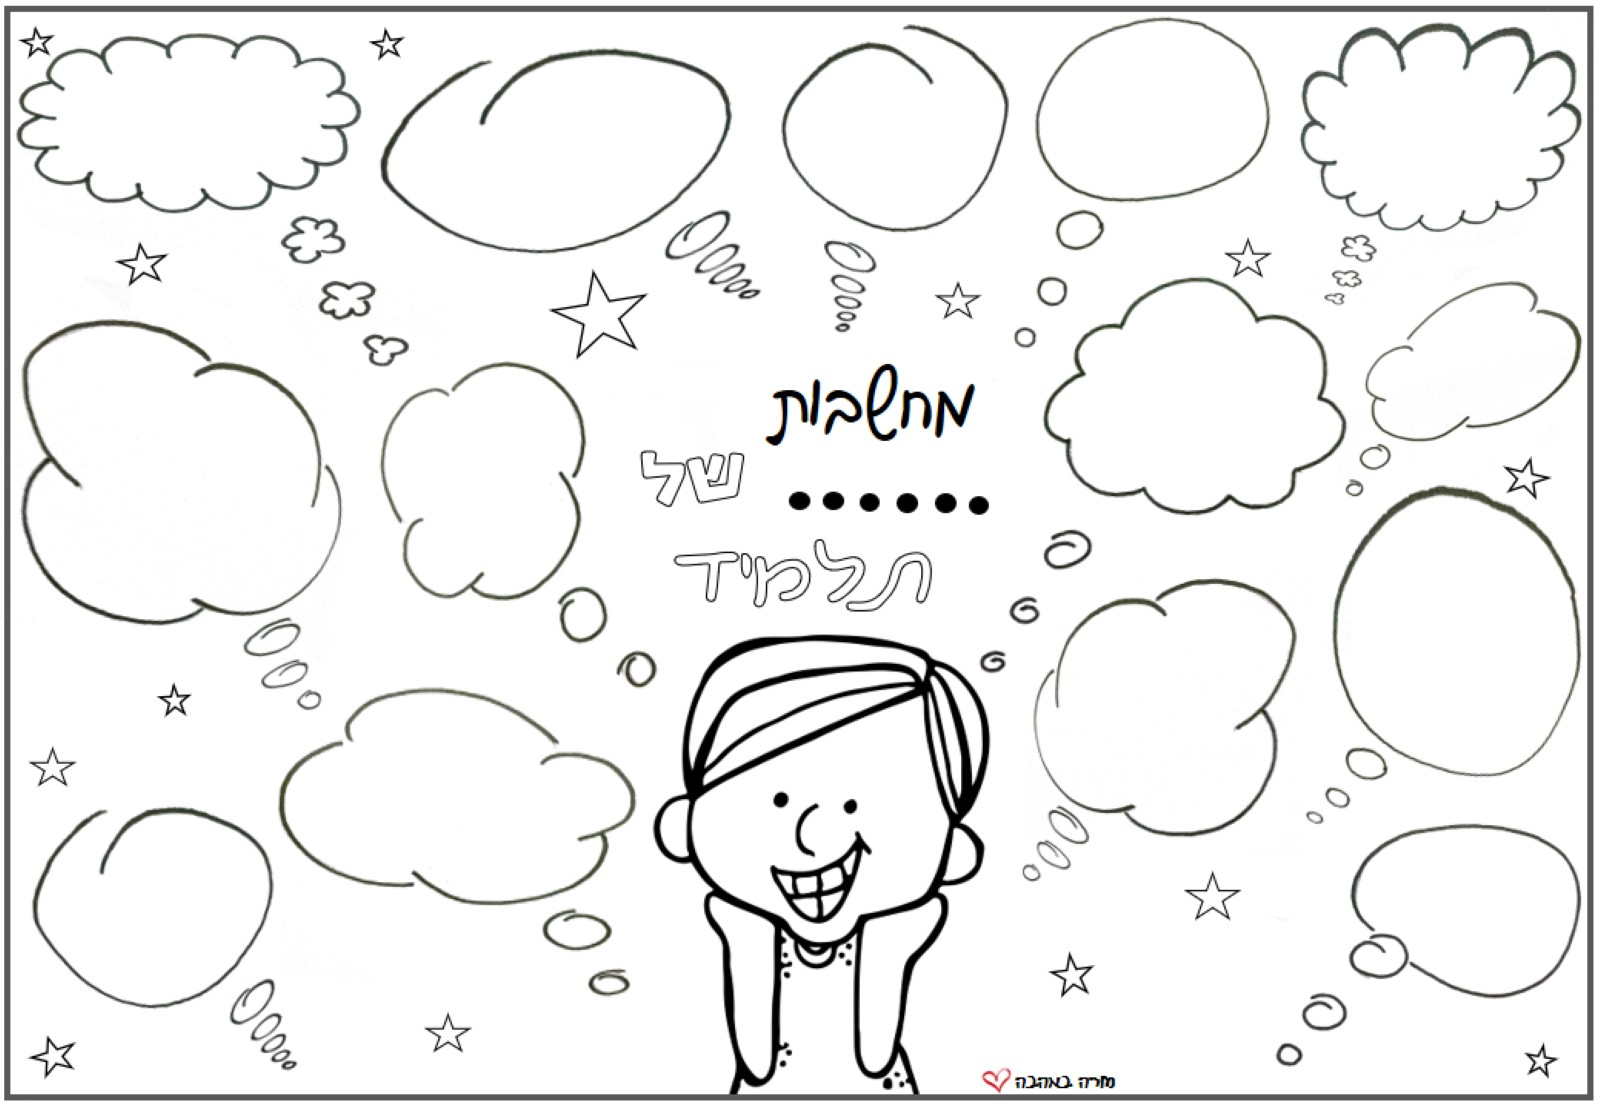 מחשבות
...... של
תלמיד
מורה באהבה